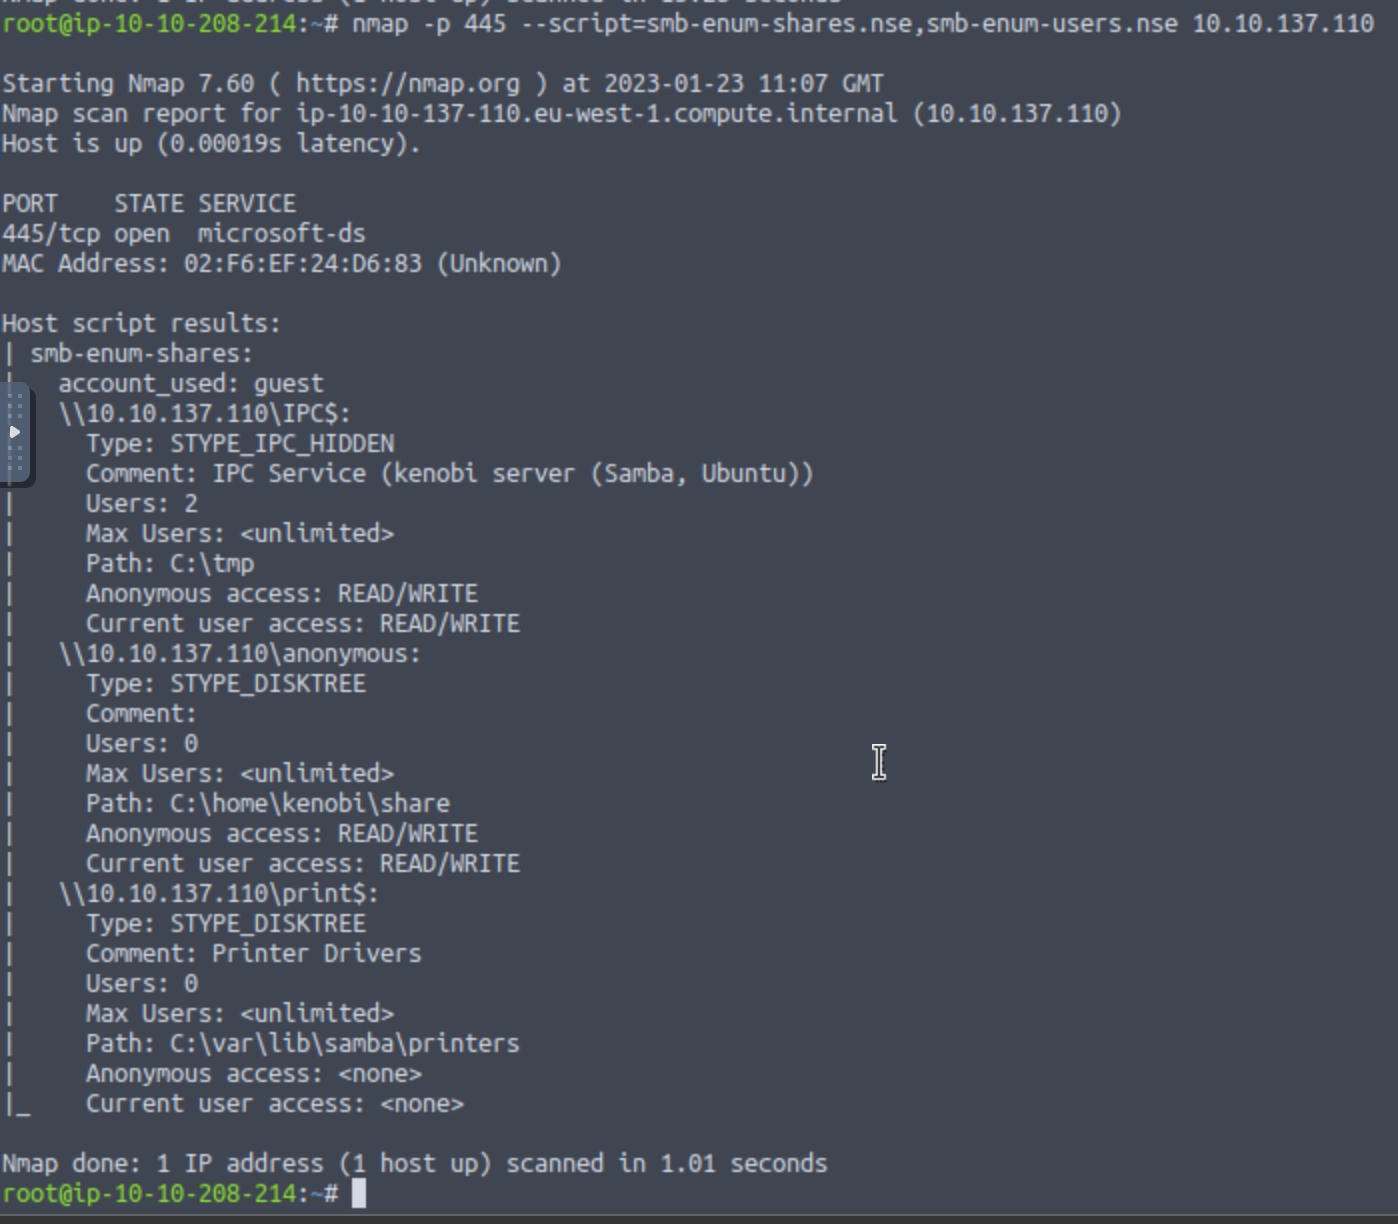 root@ip-10-10-208-214:~# nmap -p 445 --script=smb-enum-shares.nse,smb-enum-users.nse 10.10.137.110

Starting Nmap 7.60 ( https://nmap.org ) at 2023-01-23 11:07 GMT
Nmap scan report for ip-10-10-137-110.eu-west-1.compute.internal (10.10.137.110)
Host is up (0.00019s latency).

PORT    STATE SERVICE
445/tcp open  microsoft-ds
MAC Address: 02:F6:EF:24:D6:83 (Unknown)

Host script results:
| smb-enum-shares:
|   account_used: guest
    \\10.10.137.110\IPC$:
      Type: STYPE_IPC_HIDDEN
      Comment: IPC Service (kenobi server (Samba, Ubuntu))
|     Users: 2
|     Max Users: <unlimited>
|     Path: C:\tmp
|     Anonymous access: READ/WRITE
|     Current user access: READ/WRITE
|   \\10.10.137.110\anonymous:
|     Type: STYPE_DISKTREE
|     Comment:
|     Users: 0
|     Max Users: <unlimited>
|     Path: C:\home\kenobi\share
|     Anonymous access: READ/WRITE
|     Current user access: READ/WRITE
|   \\10.10.137.110\print$:
|     Type: STYPE_DISKTREE
|     Comment: Printer Drivers
|     Users: 0
|     Max Users: <unlimited>
|     Path: C:\var\lib\samba\printers
|     Anonymous access: <none>
|_    Current user access: <none>

Nmap done: 1 IP address (1 host up) scanned in 1.01 seconds
root@ip-10-10-208-214:~#